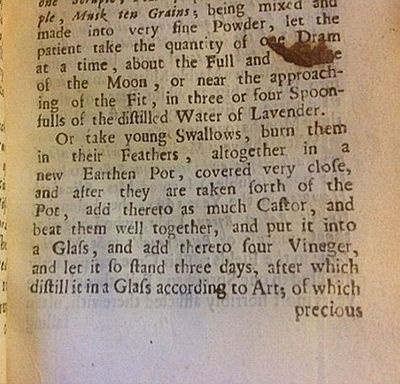 one Scruple,
ple, Musk ten Grains; being mixed and
made into very fine Powder, let the
patient take the quantity of one Dram
at a time, about the Full and
of the Moon, or near the approach-
ing of the Fit, in three or four Spoon-
fulls of the distilled Water of Lavender.
Or take young Swallows, burn them
in their Feathers, altogether in a
new Earthen Pot, covered very close,
and after they are taken forth of the
Pot, add thereto as much Castor, and
beat them well together, and put it into
a Glass, and add thereto four Vineger,
and let it so stand three days, after which
distill it in a Glass according to Art; of which
precious